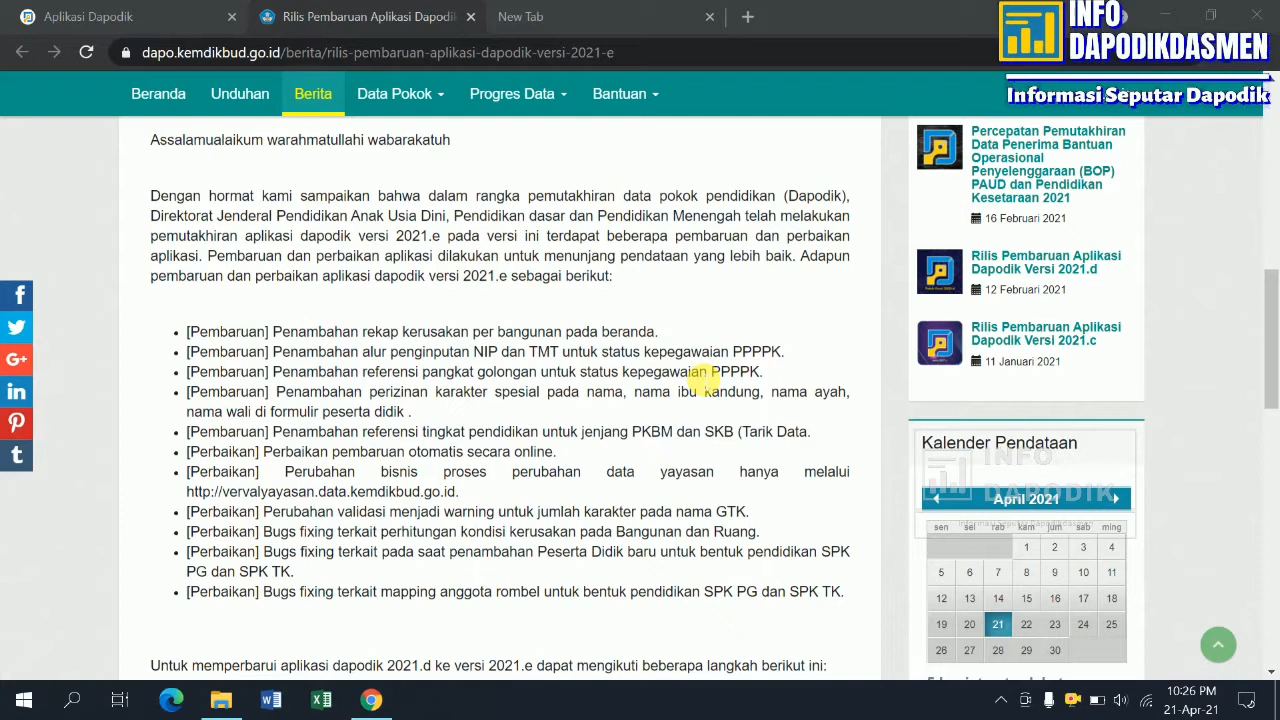 Aplikasi Dapodik
Rilis Pembaruan Aplikasi Dapodik
New Tab
INFO
DAPODIKDASMEN
Informasi Seputar Dapodik
dapo.kemdikbud.go.id/berita/rilis-pembaruan-aplikasi-dapodik-versi-2021-e
Beranda
Unduhan
Berita
Data Pokok
Progres Data
Bantuan
Assalamualaikum warahmatullahi wabarakatuh
Dengan hormat kami sampaikan bahwa dalam rangka pemutakhiran data pokok pendidikan (Dapodik),
Direktorat Jenderal Pendidikan Anak Usia Dini, Pendidikan dasar dan Pendidikan Menengah telah melakukan
pemutakhiran aplikasi dapodik versi 2021.e pada versi ini terdapat beberapa pembaruan dan perbaikan
aplikasi. Pembaruan dan perbaikan aplikasi dilakukan untuk menunjang pendataan yang lebih baik. Adapun
pembaruan dan perbaikan aplikasi dapodik versi 2021.e sebagai berikut:
[Pembaruan] Penambahan rekap kerusakan per bangunan pada beranda.
[Pembaruan] Penambahan alur penginputan NIP dan TMT untuk status kepegawaian PPPPK.
[Pembaruan] Penambahan referensi pangkat golongan untuk status kepegawaian PPPPK.
[Pembaruan] Penambahan perizinan karakter spesial pada nama, nama ibu kandung, nama ayah,
nama wali di formulir peserta didik .
[Pembaruan] Penambahan referensi tingkat pendidikan untuk jenjang PKBM dan SKB (Tarik Data.
[Perbaikan] Perbaikan pembaruan otomatis secara online.
[Perbaikan] Perubahan bisnis proses perubahan data yayasan hanya melalui
http://vervalyayasan.data.kemdikbud.go.id.
[Perbaikan] Perubahan validasi menjadi warning untuk jumlah karakter pada nama GTK.
[Perbaikan] Bugs fixing terkait perhitungan kondisi kerusakan pada Bangunan dan Ruang.
[Perbaikan] Bugs fixing terkait pada saat penambahan Peserta Didik baru untuk bentuk pendidikan SPK
PG dan SPK TK.
[Perbaikan] Bugs fixing terkait mapping anggota rombel untuk bentuk pendidikan SPK PG dan SPK TK.
Untuk memperbarui aplikasi dapodik 2021.d ke versi 2021.e dapat mengikuti beberapa langkah berikut ini:
Percepatan Pemutakhiran
Data Penerima Bantuan
Operasional
Penyelenggaraan (BOP)
PAUD dan Pendidikan
Kesetaraan 2021
16 Februari 2021
Rilis Pembaruan Aplikasi
Dapodik Versi 2021.d
12 Februari 2021
Rilis Pembaruan Aplikasi
Dapodik Versi 2021.c
11 Januari 2021
Kalender Pendataan
INFO
DAPODIK
April 2021
Informasi Seputar Dapodik
sen sel rab kam jum sab ming
1 2 3 4
5 6 7 8 9 10 11
12 13 14 15 16 17 18
19 20 21 22 23 24 25
26 27 28 29 30
10:26 PM
21-Apr-21